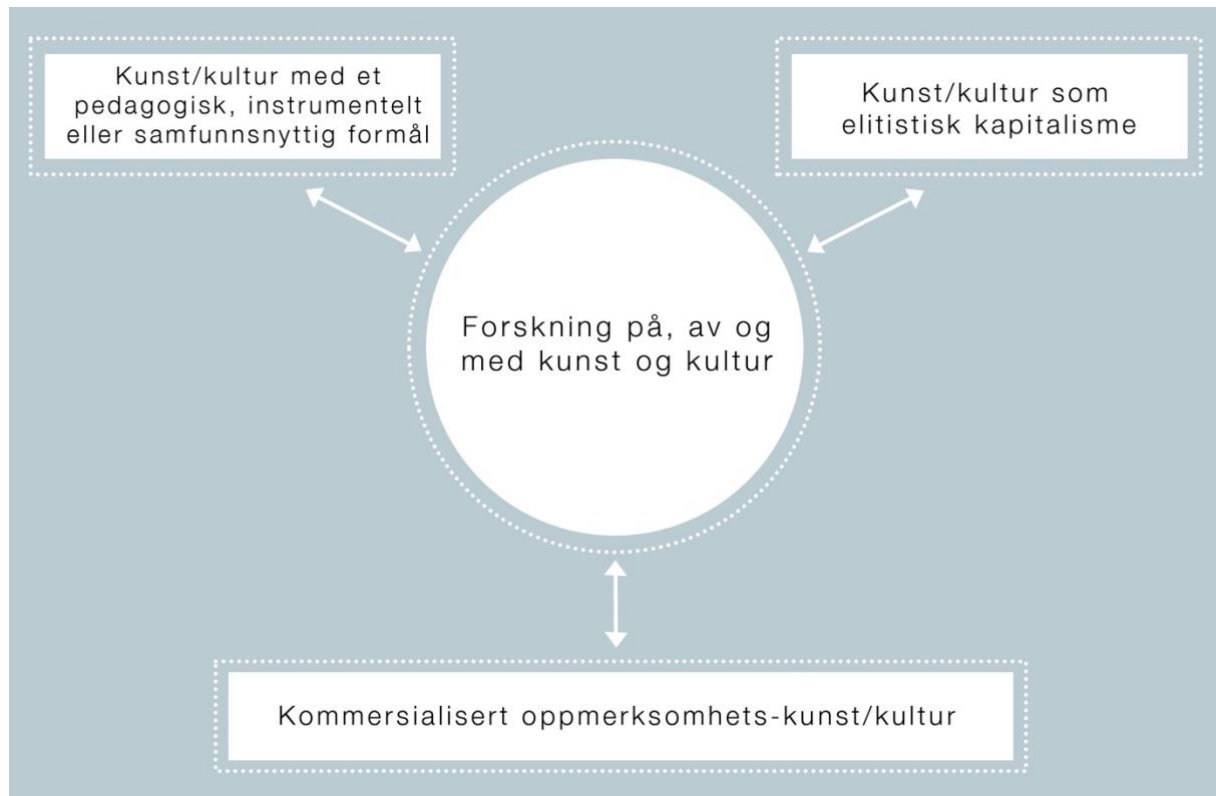 Kunst/kultur med et
pedagogisk, instrumentelt
eller samfunnsnyttig formål
Kunst/kultur som
elitistisk kapitalisme
Forskning på, av og
med kunst og kultur
Kommersialisert oppmerksomhets-kunst/kultur